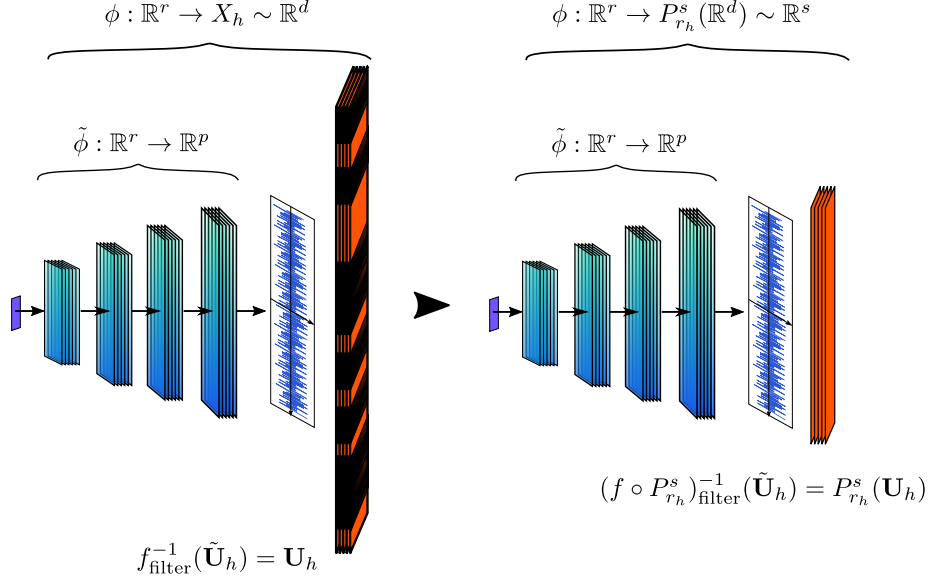 ϕ : ℝ^r → X_h ∼ ℝ^d
ϕ : ℝ^r → P^s_{r_h}(ℝ^d) ∼ ℝ^s
ϕ̃ : ℝ^r → ℝ^p
ϕ̃ : ℝ^r → ℝ^p
(f ∘ P^s_{r_h})^{-1}_{filter}(Ũ_h) = P^s_{r_h}(U_h)
f^{-1}_{filter}(Ũ_h) = U_h